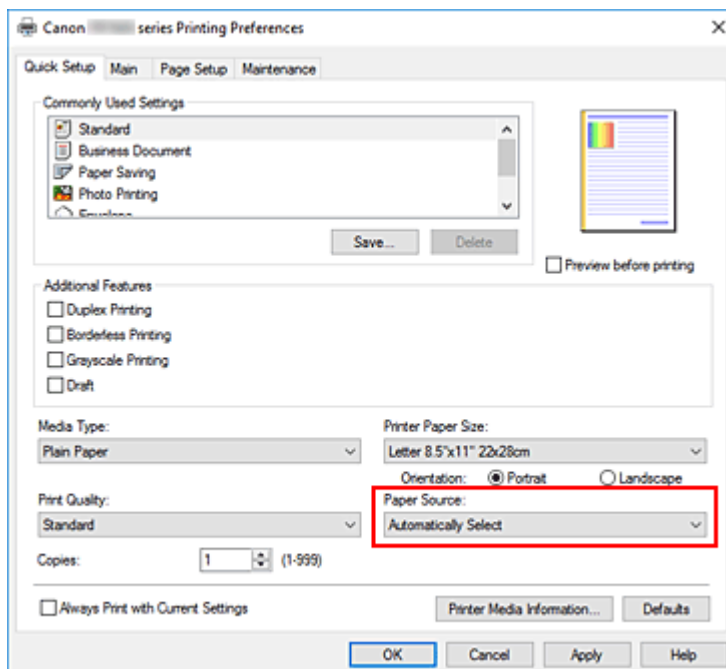 Canon series Printing Preferences
Quick Setup Main Page Setup Maintenance
Commonly Used Settings
Standard
Business Document
Paper Saving
Photo Printing
Save... Delete
Preview before printing
Additional Features
Duplex Printing
Borderless Printing
Grayscale Printing
Draft
Media Type: Printer Paper Size:
Plain Paper Letter 8.5"x11" 22x28cm
Orientation: Portrait Landscape
Print Quality: Paper Source:
Standard Automatically Select
Copies: 1 (1-999)
Always Print with Current Settings Printer Media Information... Defaults
OK Cancel Apply Help